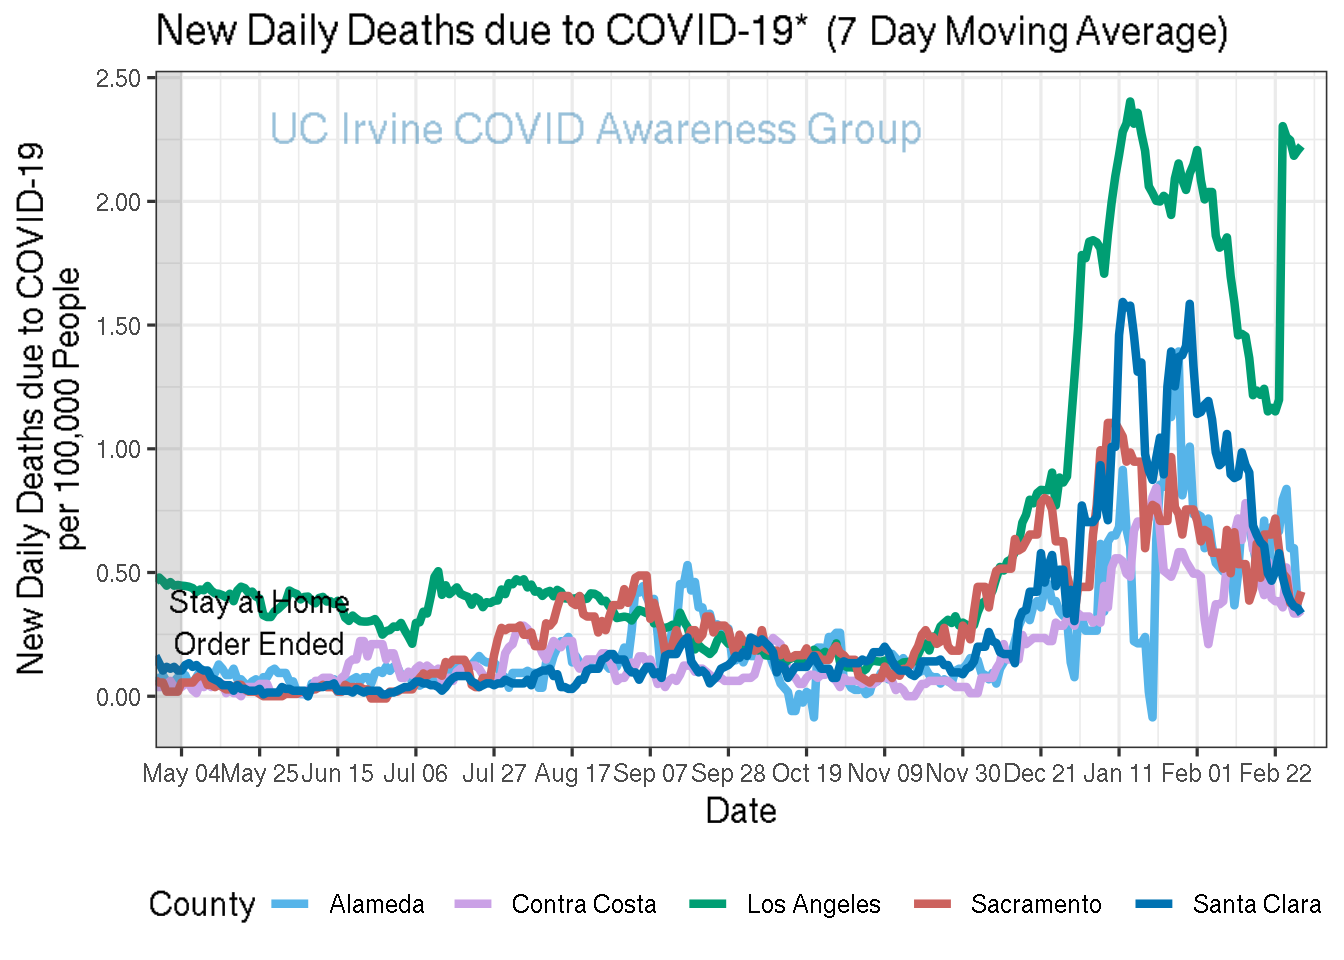 New Daily Deaths due to COVID-19* (7 Day Moving Average)
UC Irvine COVID Awareness Group
New Daily Deaths due to COVID-19
per 100,000 People
2.50
2.00
1.50
1.00
0.50
0.00
Stay at Home
Order Ended
May 04 May 25 Jun 15 Jul 06 Jul 27 Aug 17 Sep 07 Sep 28 Oct 19 Nov 09 Nov 30 Dec 21 Jan 11 Feb 01 Feb 22
Date
County Alameda Contra Costa Los Angeles Sacramento Santa Clara